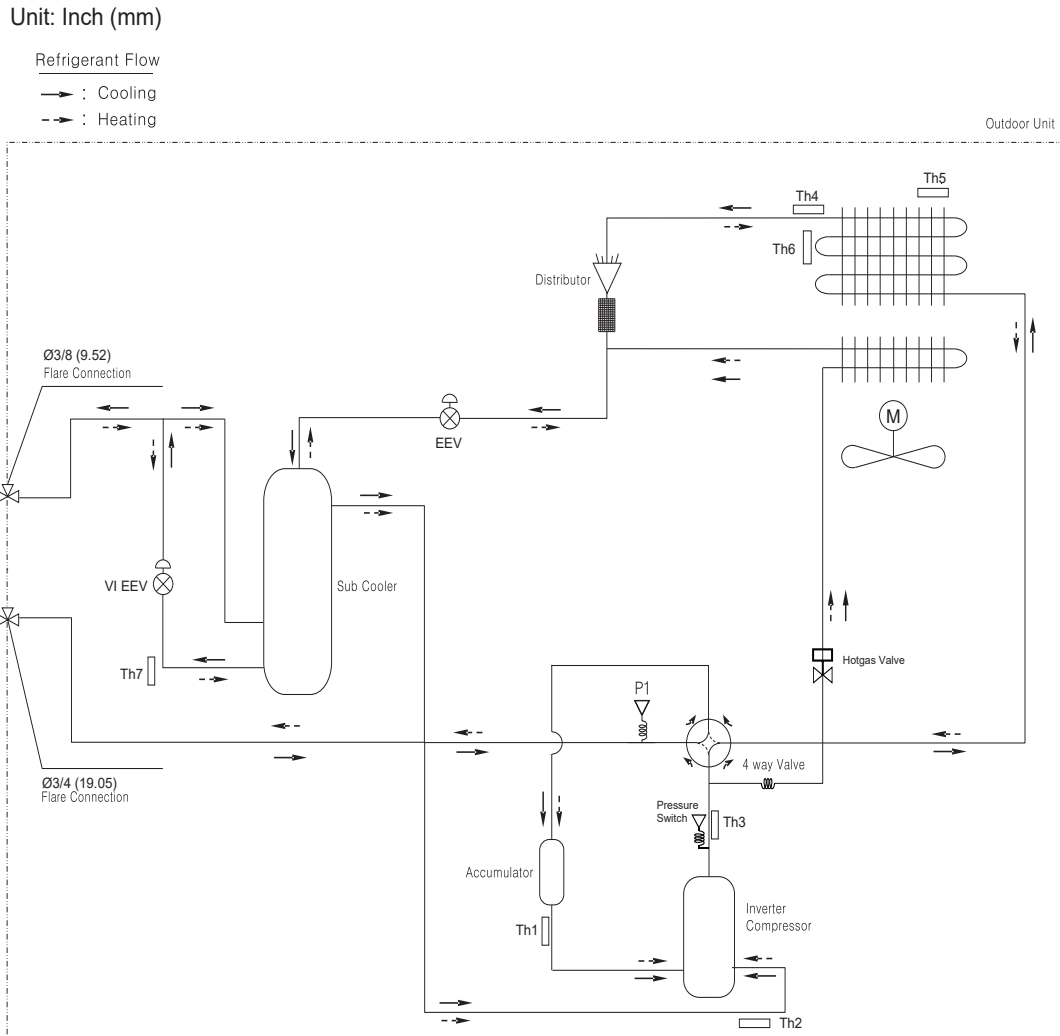 Unit: Inch (mm)
Refrigerant Flow
: Cooling
: Heating
Outdoor Unit
Th5
Th4
Th6
Distributor
Ø3/8 (9.52)
Flare Connection
M
EEV
VI EEV
Sub Cooler
Th7
Hotgas Valve
P1
4 way Valve
Ø3/4 (19.05)
Flare Connection
Pressure
Switch
Th3
Accumulator
Inverter
Compressor
Th1
Th2